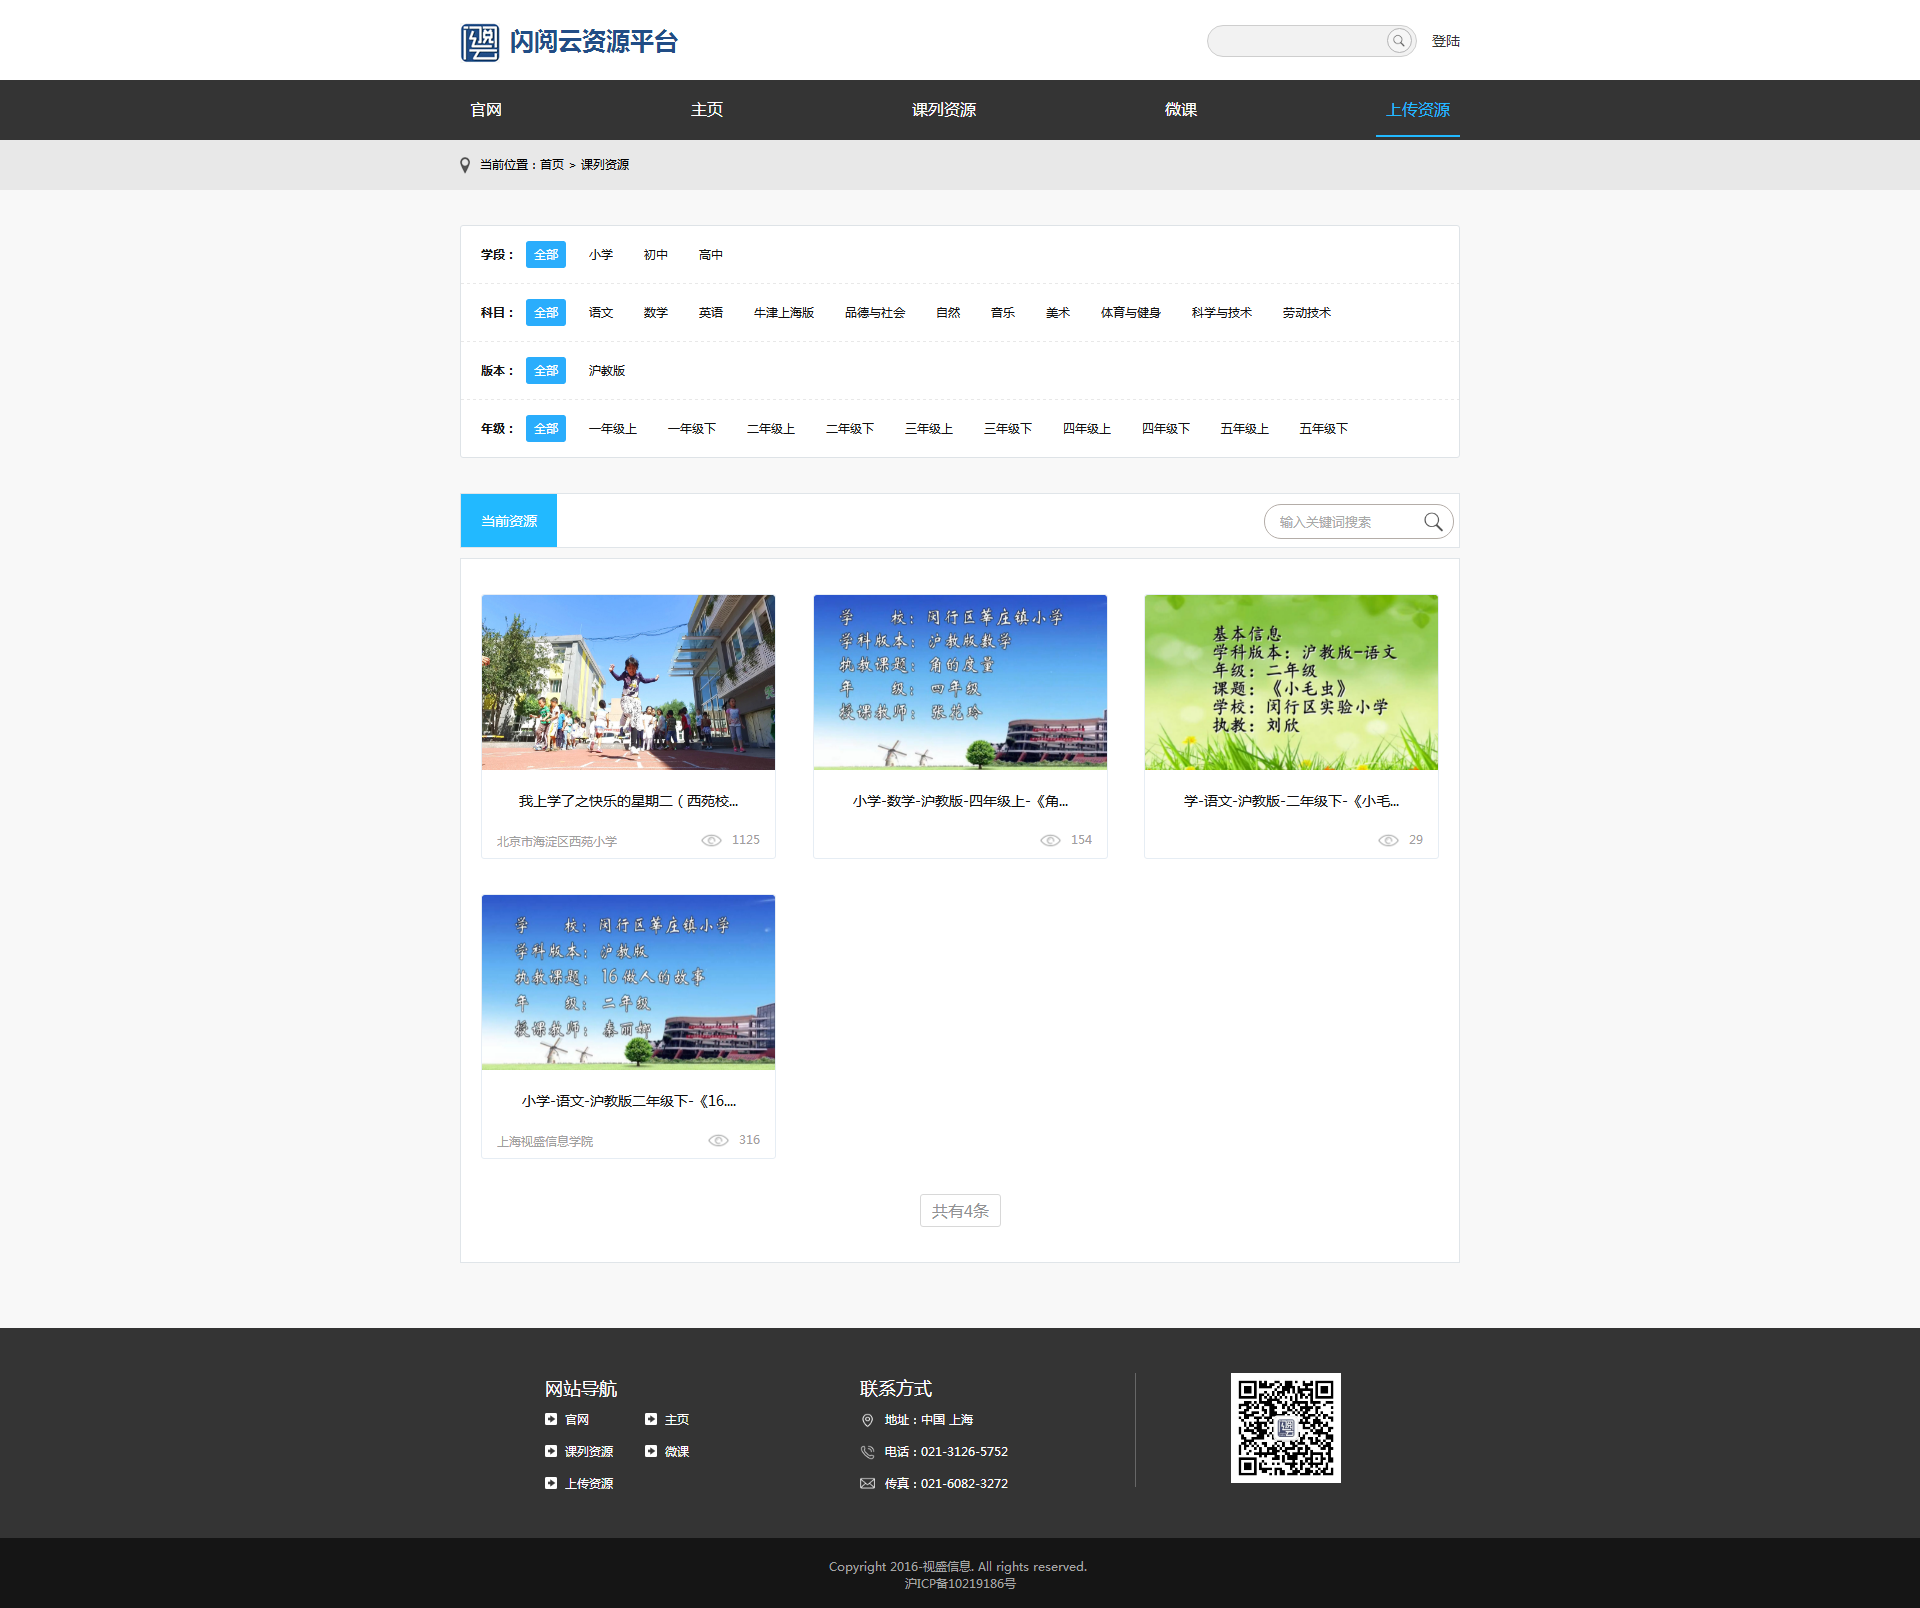 闪阅云资源平台
登陆
官网 主页 课列资源 微课 上传资源
当前位置：首页 > 课列资源
学段： 全部 小学 初中 高中
科目： 全部 语文 数学 英语 牛津上海版 品德与社会 自然 音乐 美术 体育与健身 科学与技术 劳动技术
版本： 全部 沪教版
年级： 全部 一年级上 一年级下 二年级上 二年级下 三年级上 三年级下 四年级上 四年级下 五年级上 五年级下
当前资源
输入关键词搜索
学 校：闵行区莘庄镇小学
学科版本：沪教版数学
执教课题：角的度量
年 级：四年级
授课教师：张花玲
基本信息
学科版本：沪教版-语文
年级：二年级
课题：《小毛虫》
学校：闵行区实验小学
执教：刘欣
我上学了之快乐的星期二（西苑校...
北京市海淀区西苑小学 1125
小学-数学-沪教版-四年级上-《角...
154
学-语文-沪教版-二年级下-《小毛...
29
学 校：闵行区莘庄镇小学
学科版本：沪教版
执教课题：16 做人的故事
年 级：二年级
授课教师：秦丽娜
小学-语文-沪教版二年级下-《16....
上海视盛信息学院 316
共有4条
网站导航
官网 主页
课列资源 微课
上传资源
联系方式
地址：中国 上海
电话：021-3126-5752
传真：021-6082-3272
Copyright 2016-视盛信息. All rights reserved.
沪ICP备10219186号